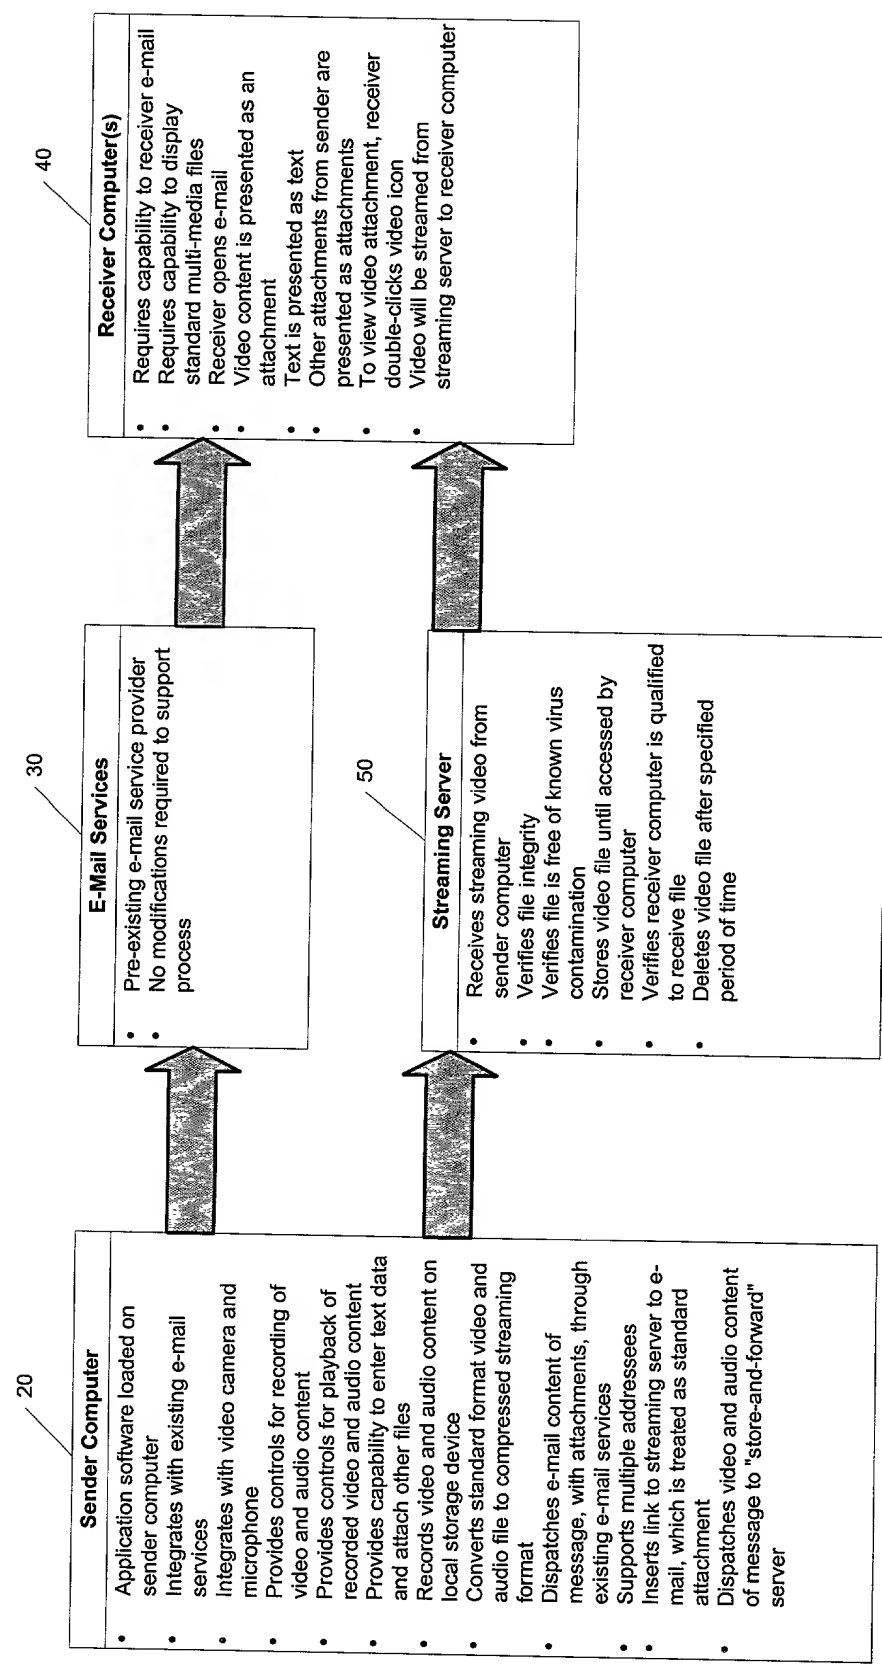 20
Sender Computer
• Application software loaded on
sender computer
• Integrates with existing e-mail
services
• Integrates with video camera and
microphone
• Provides controls for recording of
video and audio content
• Provides controls for playback of
recorded video and audio content
• Provides capability to enter text data
and attach other files
• Records video and audio content on
local storage device
• Converts standard format video and
audio file to compressed streaming
format
• Dispatches e-mail content of
message, with attachments, through
existing e-mail services
• Supports multiple addressees
• Inserts link to streaming server to e-
mail, which is treated as standard
attachment
• Dispatches video and audio content
of message to "store-and-forward"
server
30
E-Mail Services
• Pre-existing e-mail service provider
• No modifications required to support
process
50
Streaming Server
• Receives streaming video from
sender computer
• Verifies file integrity
• Verifies file is free of known virus
contamination
• Stores video file until accessed by
receiver computer
• Verifies receiver computer is qualified
to receive file
• Deletes video file after specified
period of time
40
Receiver Computer(s)
• Requires capability to receiver e-mail
• Requires capability to display
standard multi-media files
• Receiver opens e-mail
• Video content is presented as an
attachment
• Text is presented as text
• Other attachments from sender are
presented as attachments
• To view video attachment, receiver
double-clicks video icon
• Video will be streamed from
streaming server to receiver computer